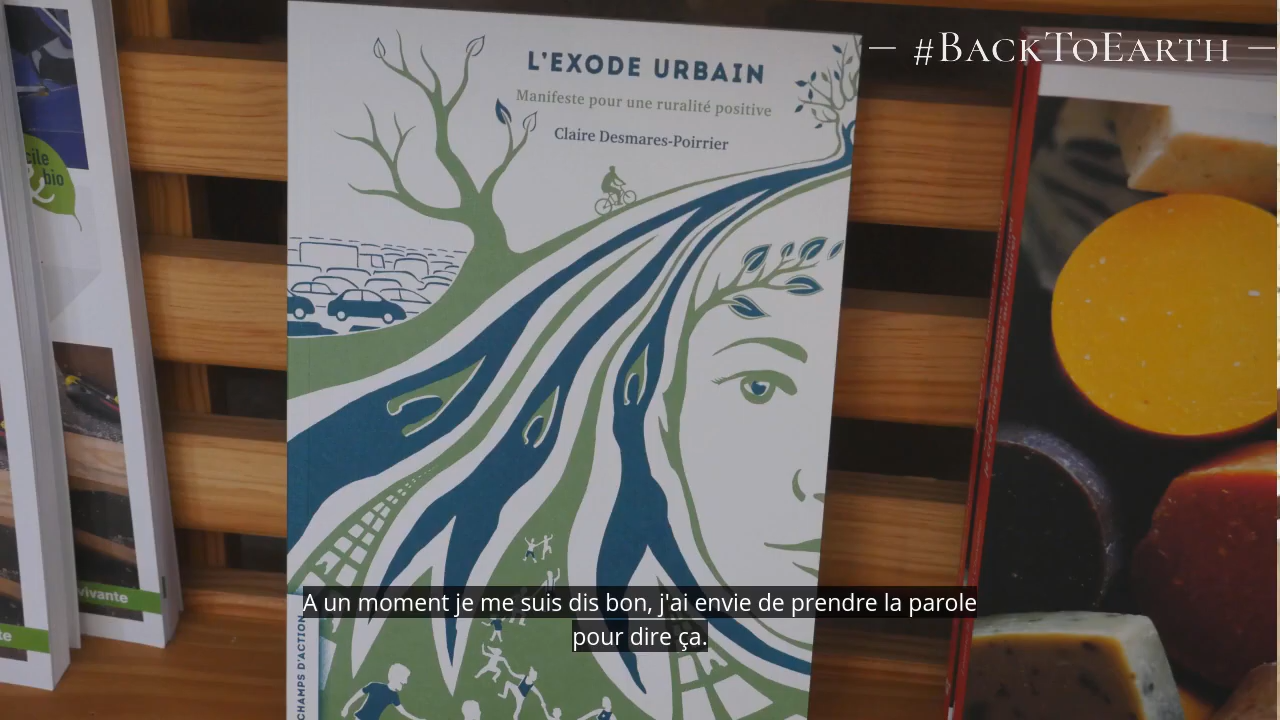 #BackToEarth
L'EXODE URBAIN
Manifeste pour une ruralité positive
Claire Desmares-Poirrier
bio
vivante
CHAMPS D'ACTION
A un moment je me suis dis bon, j'ai envie de prendre la parole
pour dire ça.